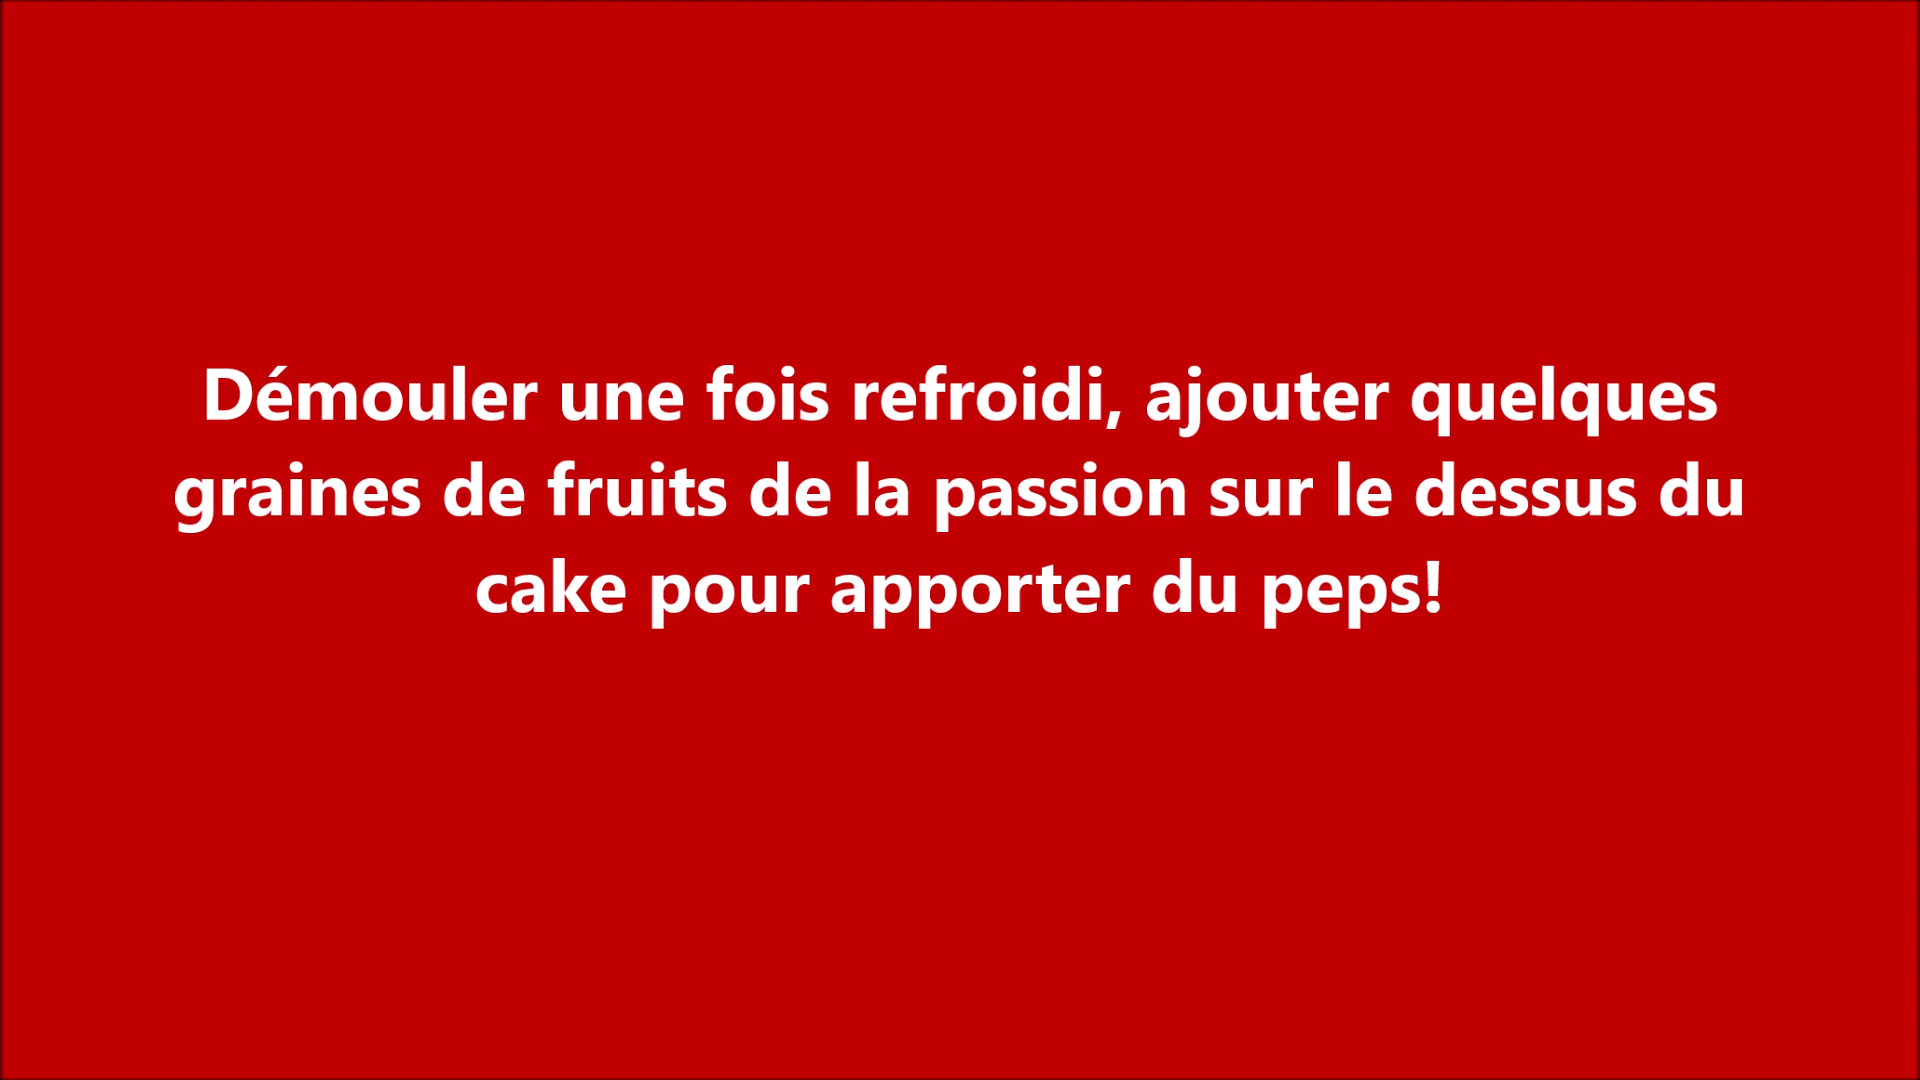 Démouler une fois refroidi, ajouter quelques
graines de fruits de la passion sur le dessus du
cake pour apporter du peps!